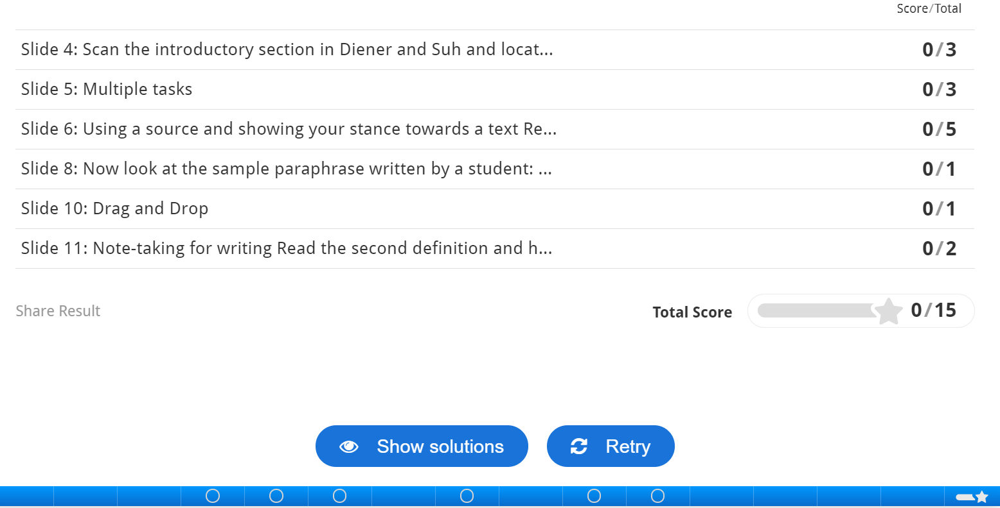 Score/Total
Slide 4: Scan the introductory section in Diener and Suh and locat... 0/3
Slide 5: Multiple tasks 0/3
Slide 6: Using a source and showing your stance towards a text Re... 0/5
Slide 8: Now look at the sample paraphrase written by a student: ... 0/1
Slide 10: Drag and Drop 0/1
Slide 11: Note-taking for writing Read the second definition and h... 0/2
Share Result Total Score 0/15
Show solutions Retry